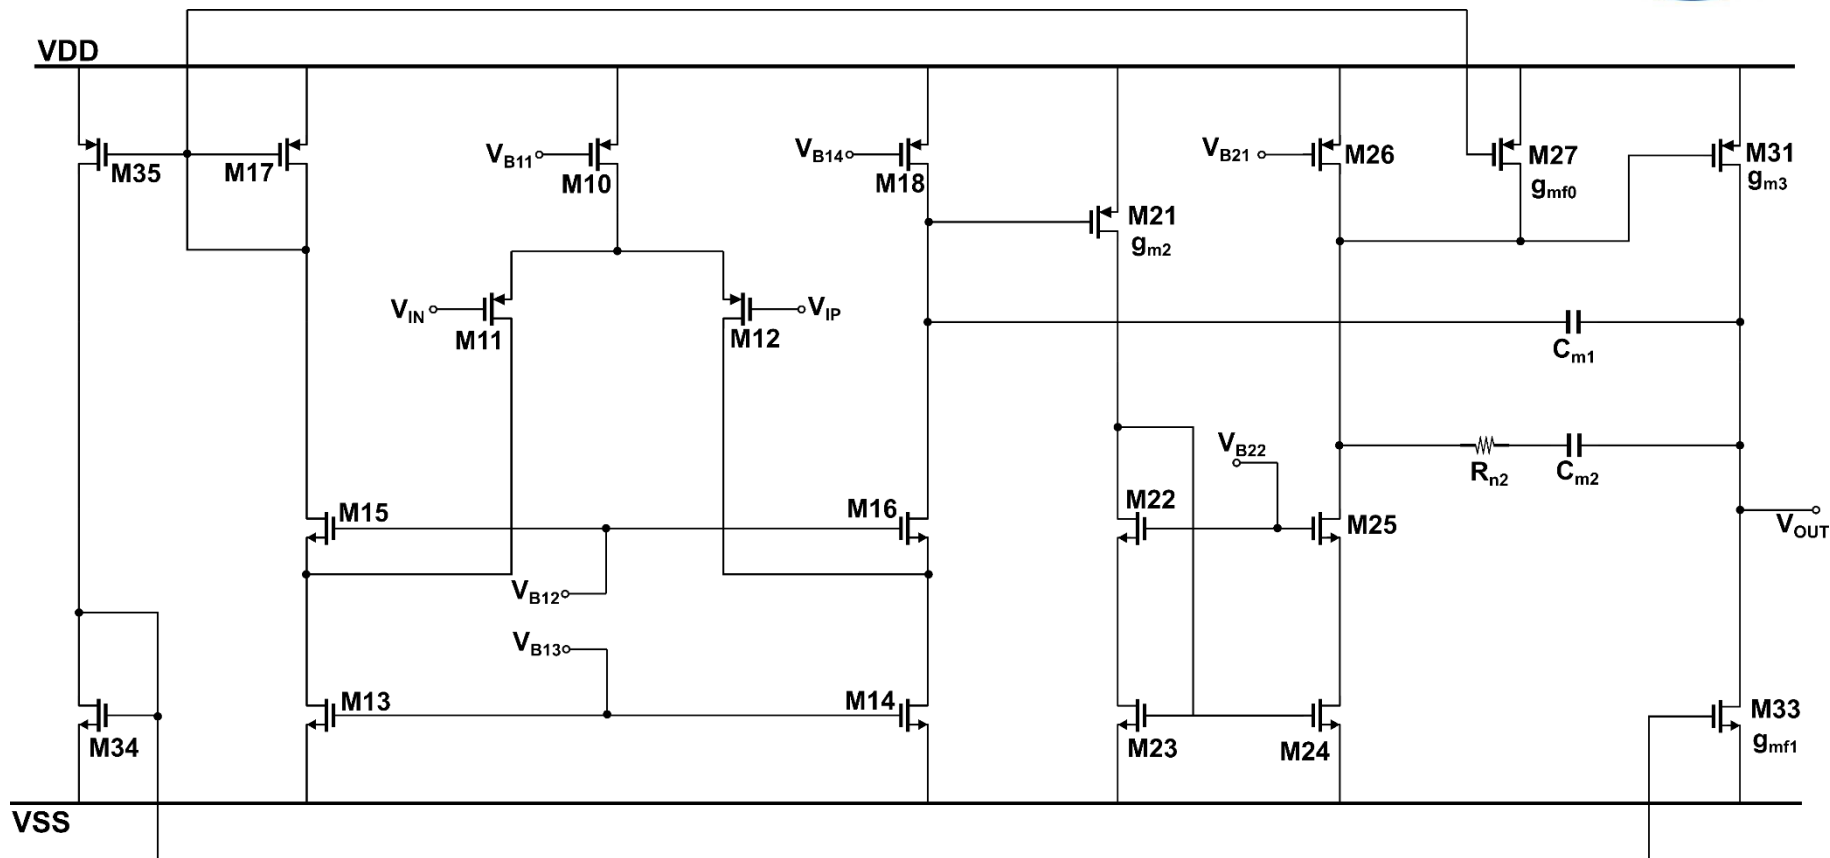 VDD
M35
M17
VB11
M10
VB14
M18
M21
gm2
VB21
M26
M27
gmf0
M31
gm3
VIN
M11
M12
VIP
Cm1
VB22
Rn2
Cm2
M15
M16
M22
M25
VOUT
VB12
VB13
M13
M14
M34
M23
M24
M33
gmf1
VSS